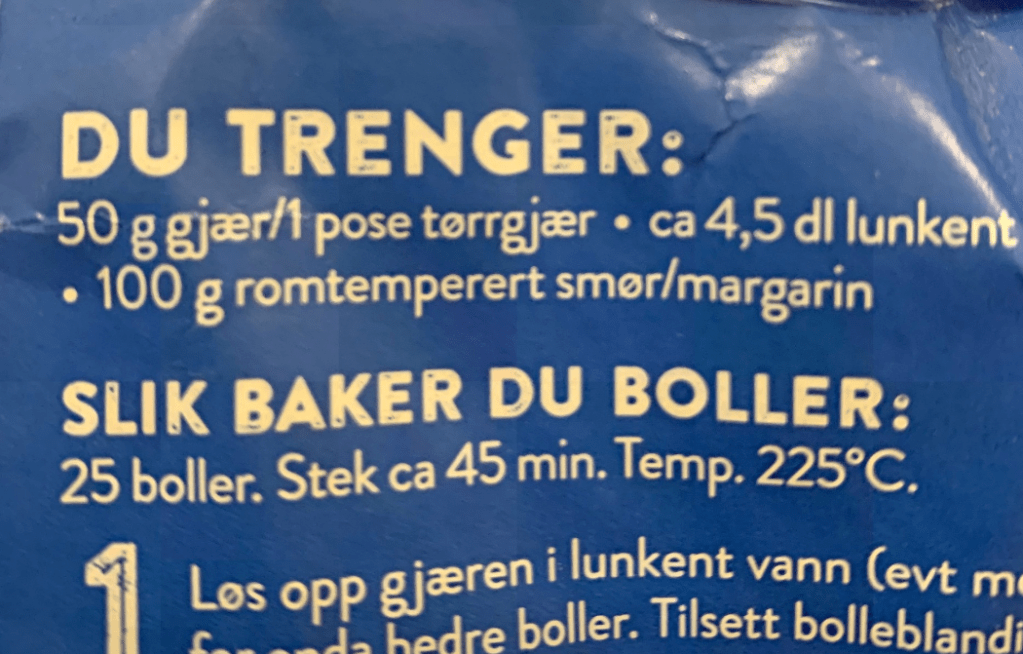 DU TRENGER:
50 g gjær/1 pose tørrgjær • ca 4,5 dl lunkent
• 100 g romtemperert smør/margarin
SLIK BAKER DU BOLLER:
25 boller. Stek ca 45 min. Temp. 225°C.
1 Løs opp gjæren i lunkent vann (evt
bedre boller. Tilsett